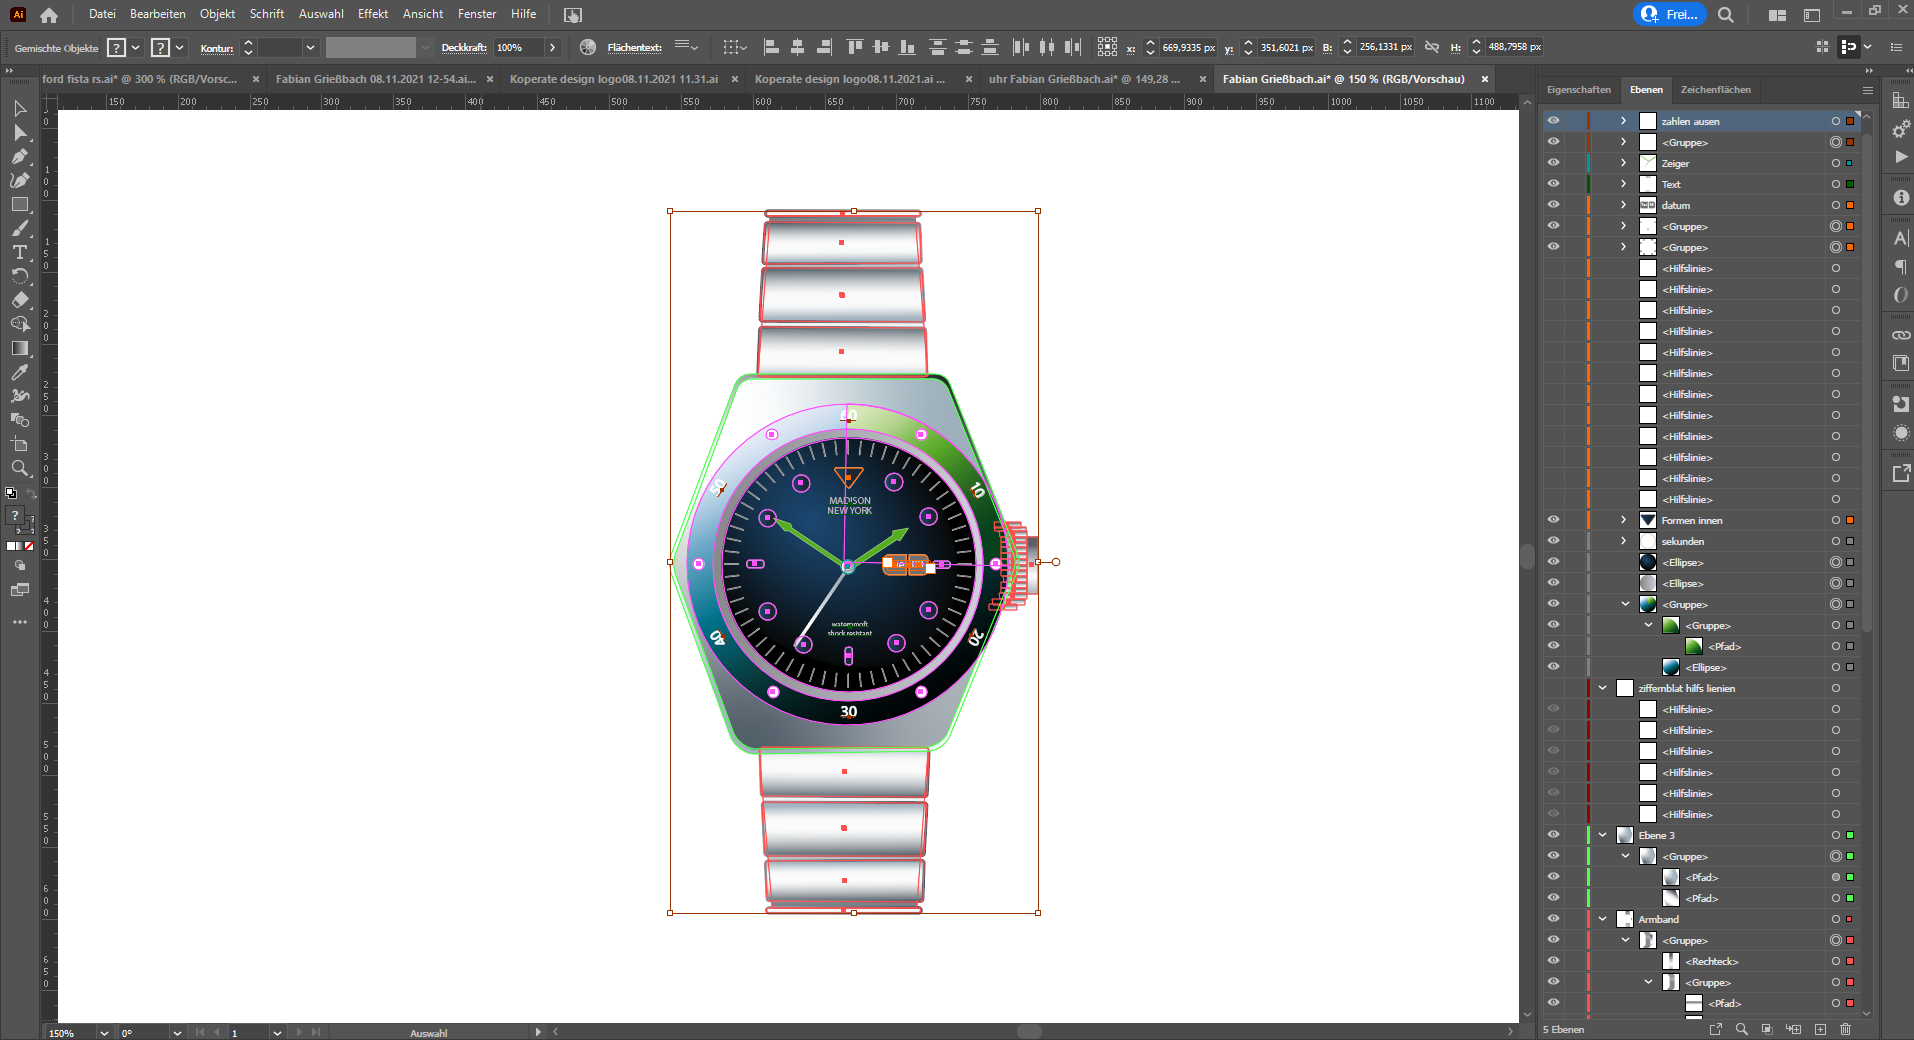 Ai
Datei Bearbeiten Objekt Schrift Auswahl Effekt Ansicht Fenster Hilfe Frei...
Gemischte Objekte ? ? Kontur: Deckkraft: 100% Flächentext: x: 669,9335 px y: 351,6021 px B: 256,1331 px H: 488,7958 px
ford fista rs.ai* @ 300 % (RGB/Vorsc... × Fabian Grießbach 08.11.2021 12-54.ai... × Koperate design logo08.11.2021 11.31.ai × Koperate design logo08.11.2021.ai ... × uhr Fabian Grießbach.ai* @ 149,28 ... × Fabian Grießbach.ai* @ 150 % (RGB/Vorschau) ×
Eigenschaften Ebenen Zeichenflächen
150 200 250 300 350 400 450 500 550 600 650 700 750 800 850 900 950 1000 1050 1100
zahlen ausen
<Gruppe>
Zeiger
Text
datum
<Gruppe>
<Gruppe>
<Hilfslinie>
<Hilfslinie>
<Hilfslinie>
<Hilfslinie>
<Hilfslinie>
<Hilfslinie>
<Hilfslinie>
<Hilfslinie>
<Hilfslinie>
<Hilfslinie>
<Hilfslinie>
<Hilfslinie>
Formen innen
sekunden
<Ellipse>
<Ellipse>
<Gruppe>
<Gruppe>
<Pfad>
<Ellipse>
ziffernblat hilfs lienien
<Hilfslinie>
<Hilfslinie>
<Hilfslinie>
<Hilfslinie>
<Hilfslinie>
<Hilfslinie>
Ebene 3
<Gruppe>
<Pfad>
<Pfad>
Armband
<Gruppe>
<Rechteck>
<Gruppe>
<Pfad>
5 Ebenen
60
10
20
30
40
50
MADISON
NEW YORK
shock resistant
150% 0° 1 Auswahl